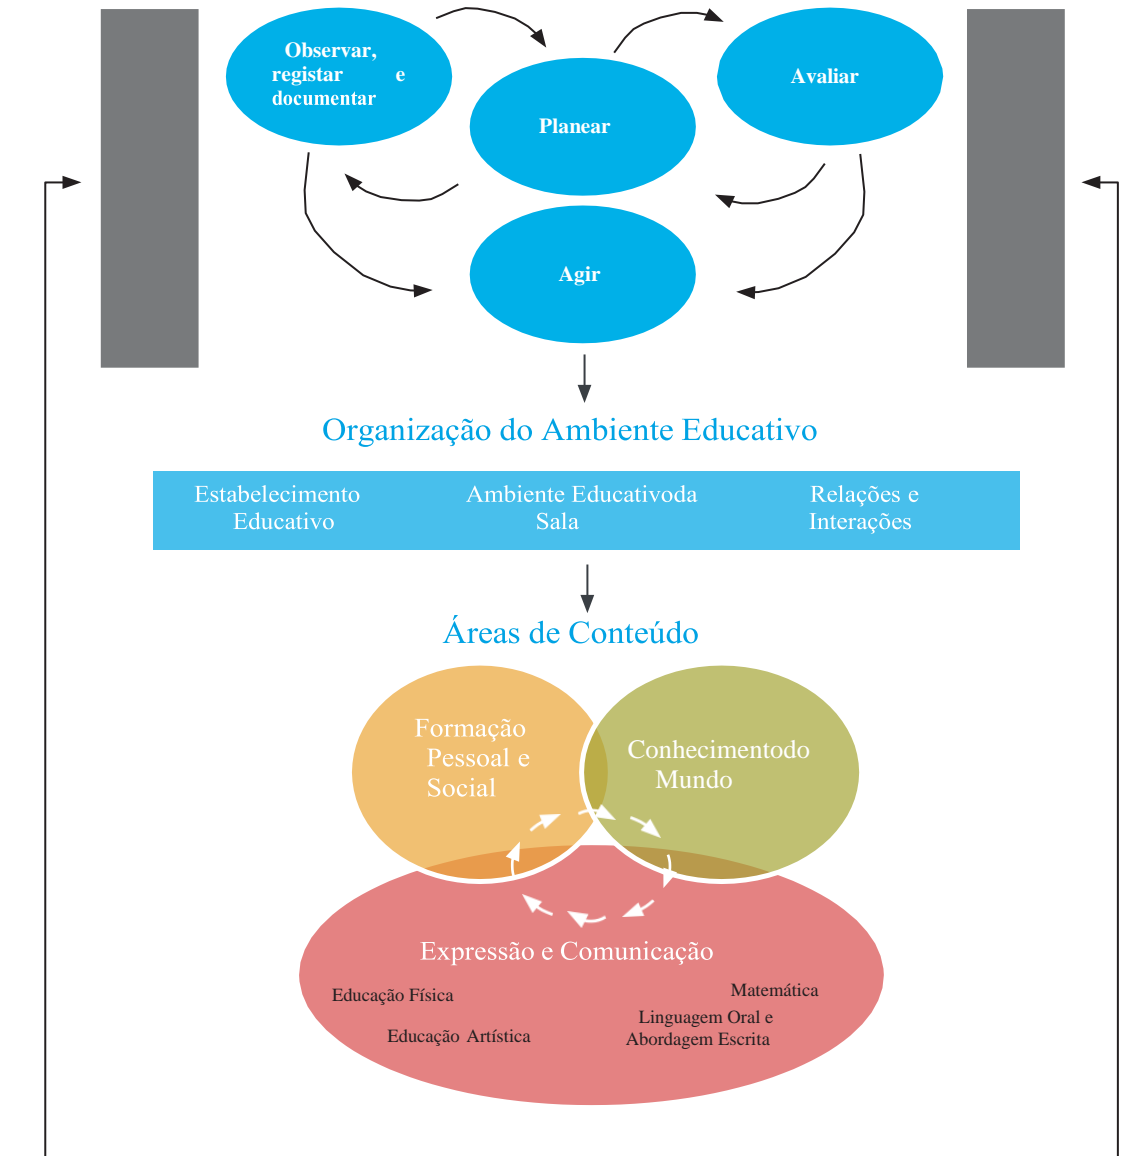 Observar,
registar e
documentar
Planear
Avaliar
Agir
Organização do Ambiente Educativo
Estabelecimento
Educativo
Ambiente Educativoda
Sala
Relações e
Interações
Áreas de Conteúdo
Formação
Pessoal e
Social
Conhecimentodo
Mundo
Expressão e Comunicação
Educação Física
Educação Artística
Matemática
Linguagem Oral e
Abordagem Escrita